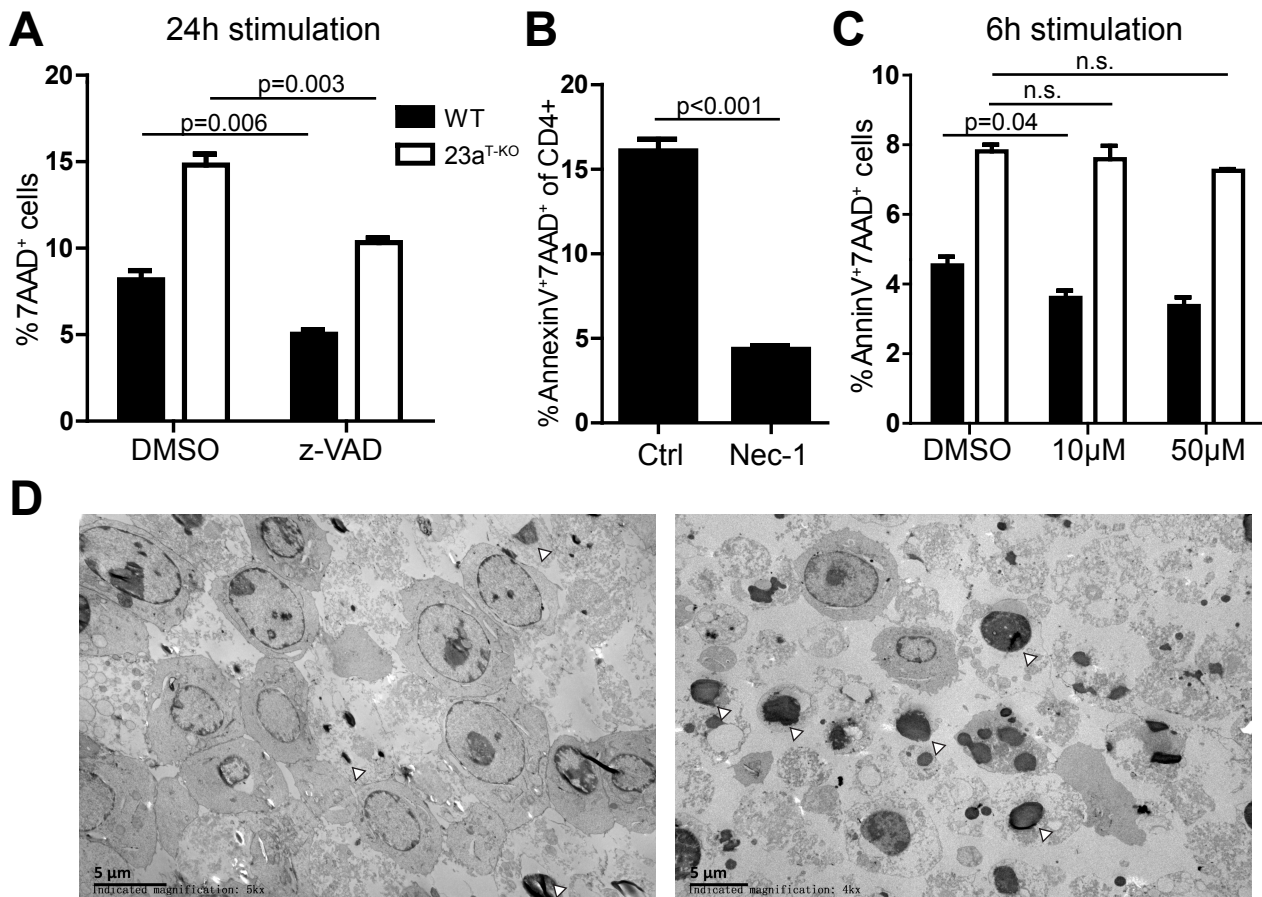 A
24h stimulation
%7AAD+ cells
20
15
10
5
0
p=0.003
p=0.006
WT
23aT-KO
DMSO
z-VAD
B
%AnnexinV+7AAD+ of CD4+
20
15
10
5
0
p<0.001
Ctrl
Nec-1
C
6h stimulation
%AnninV+7AAD+ cells
10
8
6
4
2
0
n.s.
n.s.
p=0.04
DMSO
10µM
50µM
D
5 µm
Indicated magnification: 5kx
5 µm
Indicated magnification: 4kx